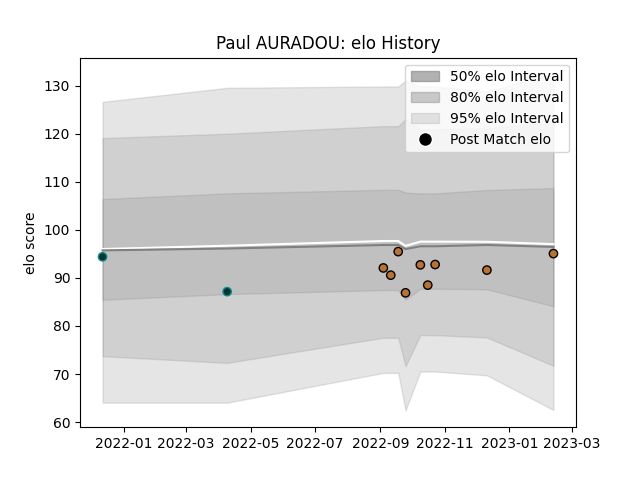 Paul AURADOU: elo History
50% elo Interval
80% elo Interval
95% elo Interval
Post Match elo
elo score
130
120
110
100
90
80
70
60
2022-01 2022-03 2022-05 2022-07 2022-09 2022-11 2023-01 2023-03